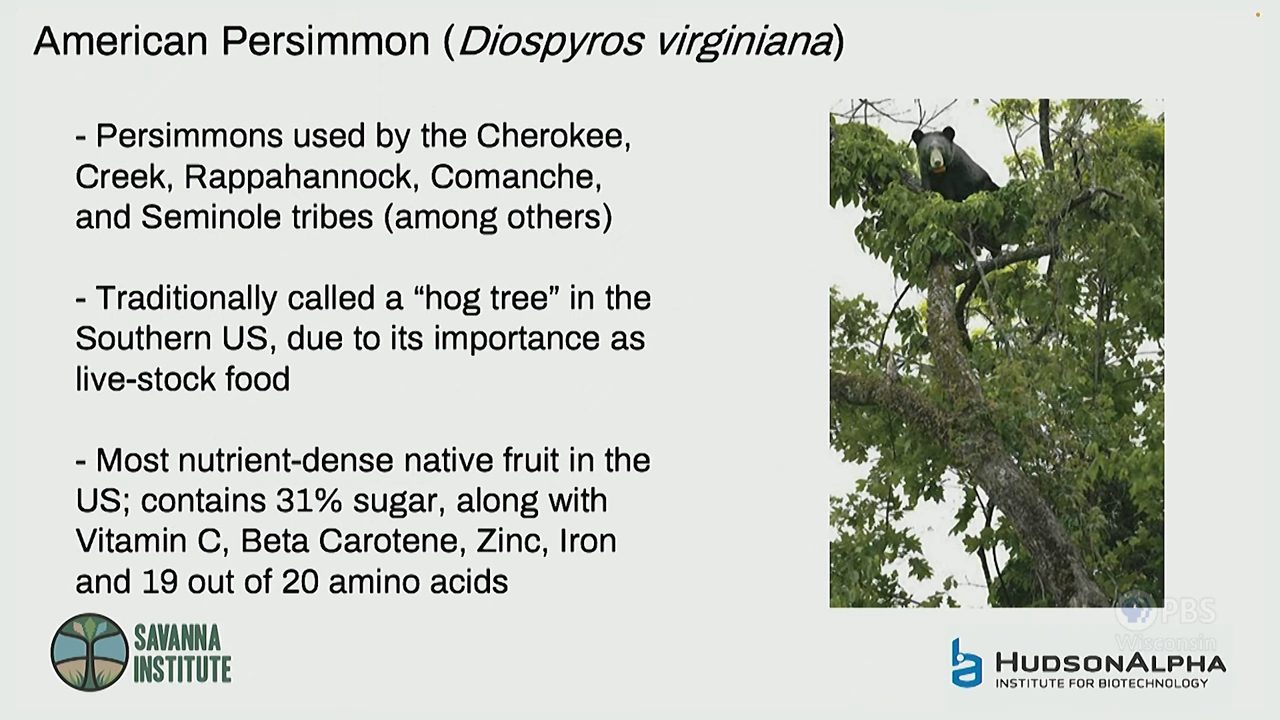 American Persimmon (Diospyros virginiana)
- Persimmons used by the Cherokee,
Creek, Rappahannock, Comanche,
and Seminole tribes (among others)
- Traditionally called a “hog tree” in the
Southern US, due to its importance as
live-stock food
- Most nutrient-dense native fruit in the
US; contains 31% sugar, along with
Vitamin C, Beta Carotene, Zinc, Iron
and 19 out of 20 amino acids
SAVANNA
INSTITUTE
PBS
Wisconsin
HUDSONALPHA
INSTITUTE FOR BIOTECHNOLOGY